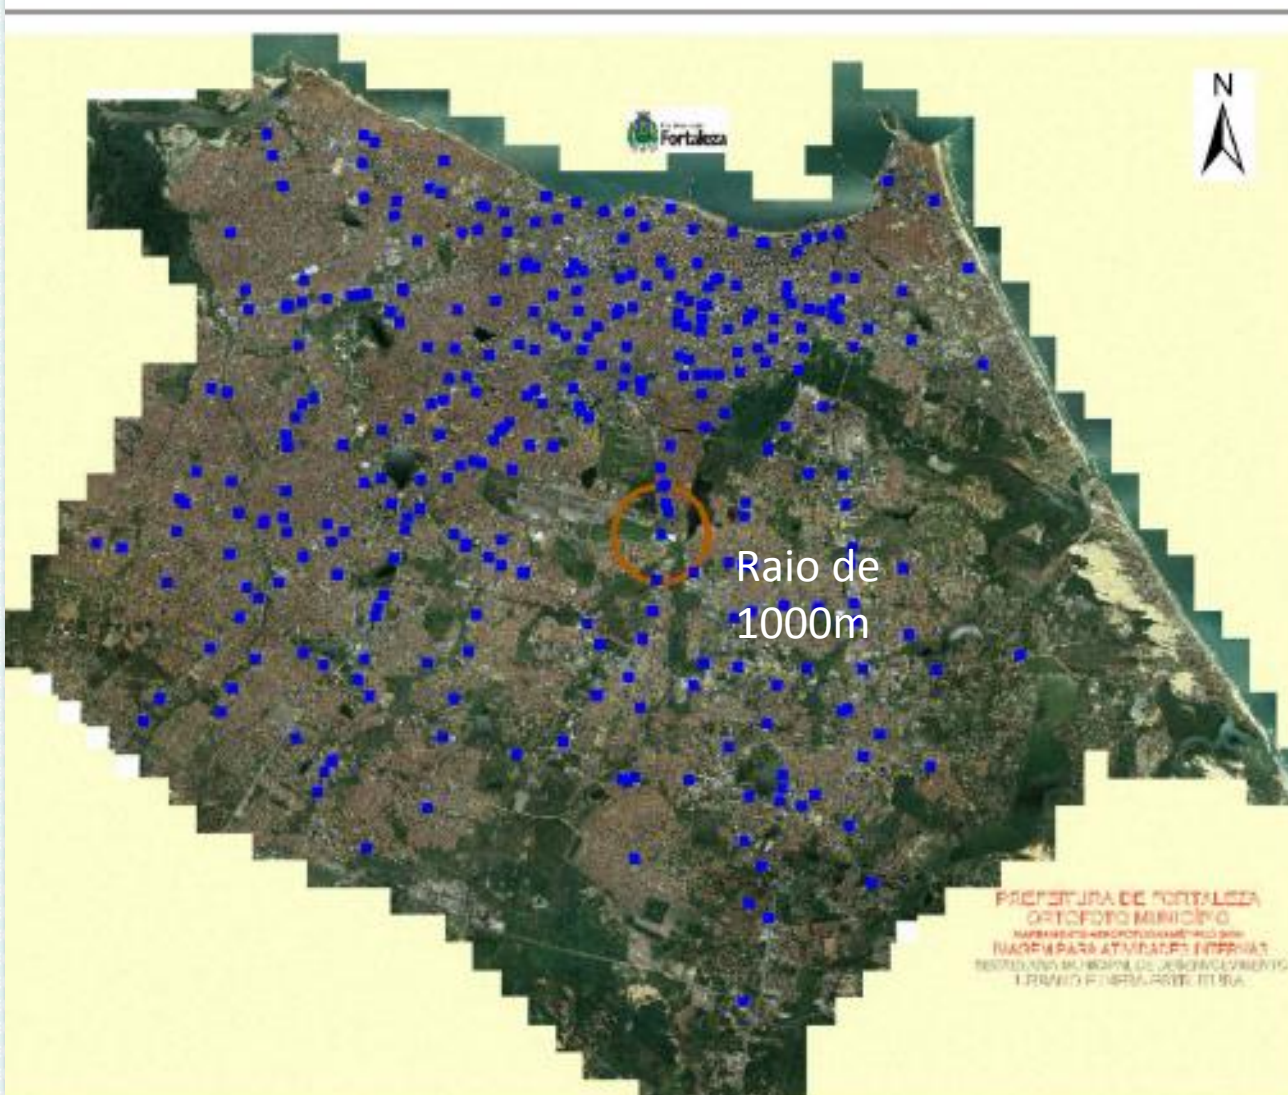 N
Fortaleza
Raio de
1000m
PREFEITURA DE FORTALEZA
ORTOFOTO MUNICÍPIO
IMAGEM PARA ATIVIDADES INTERNAS